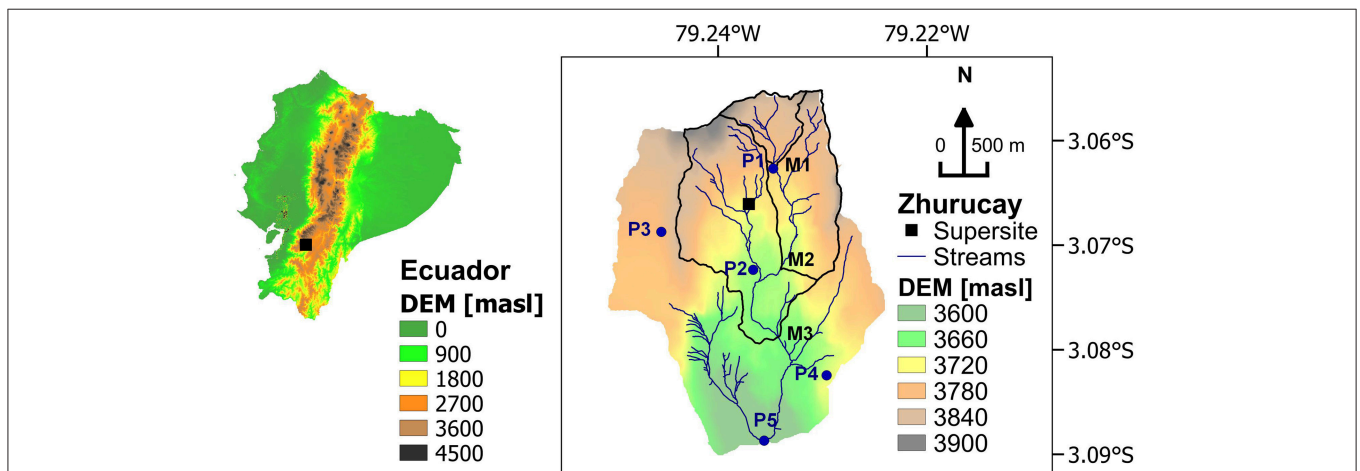 79.24°W
79.22°W
N
0 500 m
Zhurucay
Supersite
Streams
DEM [masl]
3600
3660
3720
3780
3840
3900
3.06°S
3.07°S
3.08°S
3.09°S
P1
M1
P3
P2
M2
M3
P4
P5
Ecuador
DEM [masl]
0
900
1800
2700
3600
4500